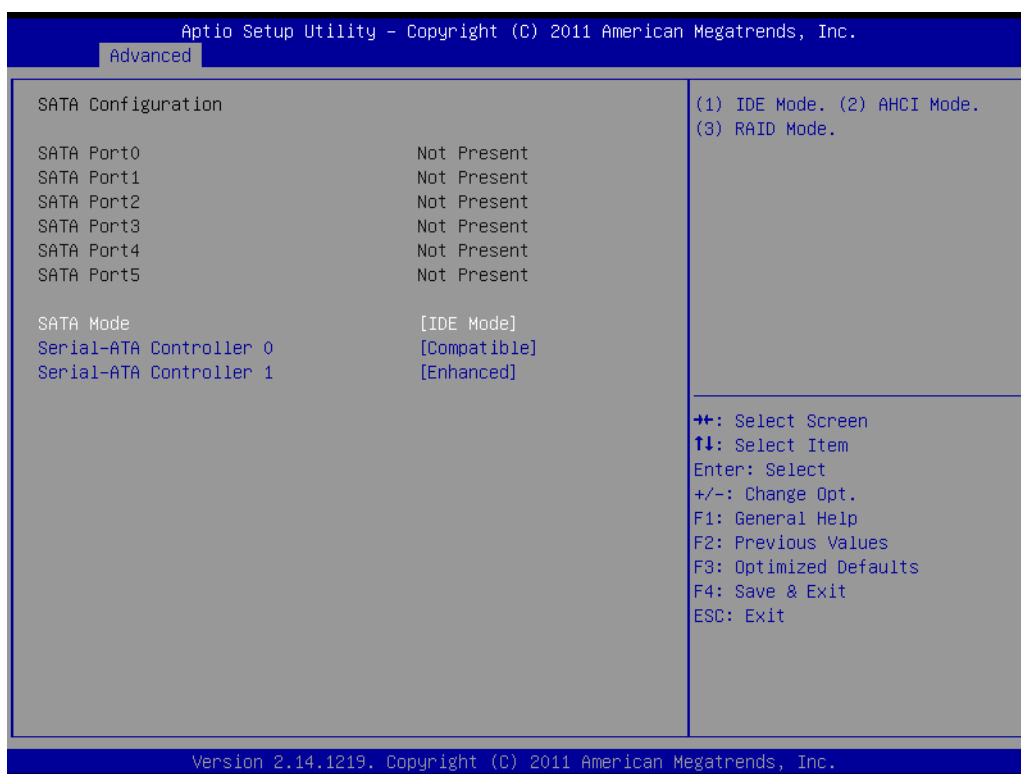 Aptio Setup Utility – Copyright (C) 2011 American Megatrends, Inc.
Advanced
SATA Configuration
SATA Port0 Not Present
SATA Port1 Not Present
SATA Port2 Not Present
SATA Port3 Not Present
SATA Port4 Not Present
SATA Port5 Not Present
SATA Mode [IDE Mode]
Serial-ATA Controller 0 [Compatible]
Serial-ATA Controller 1 [Enhanced]
(1) IDE Mode. (2) AHCI Mode.
(3) RAID Mode.
→←: Select Screen
↑↓: Select Item
Enter: Select
+/-: Change Opt.
F1: General Help
F2: Previous Values
F3: Optimized Defaults
F4: Save & Exit
ESC: Exit
Version 2.14.1219. Copyright (C) 2011 American Megatrends, Inc.